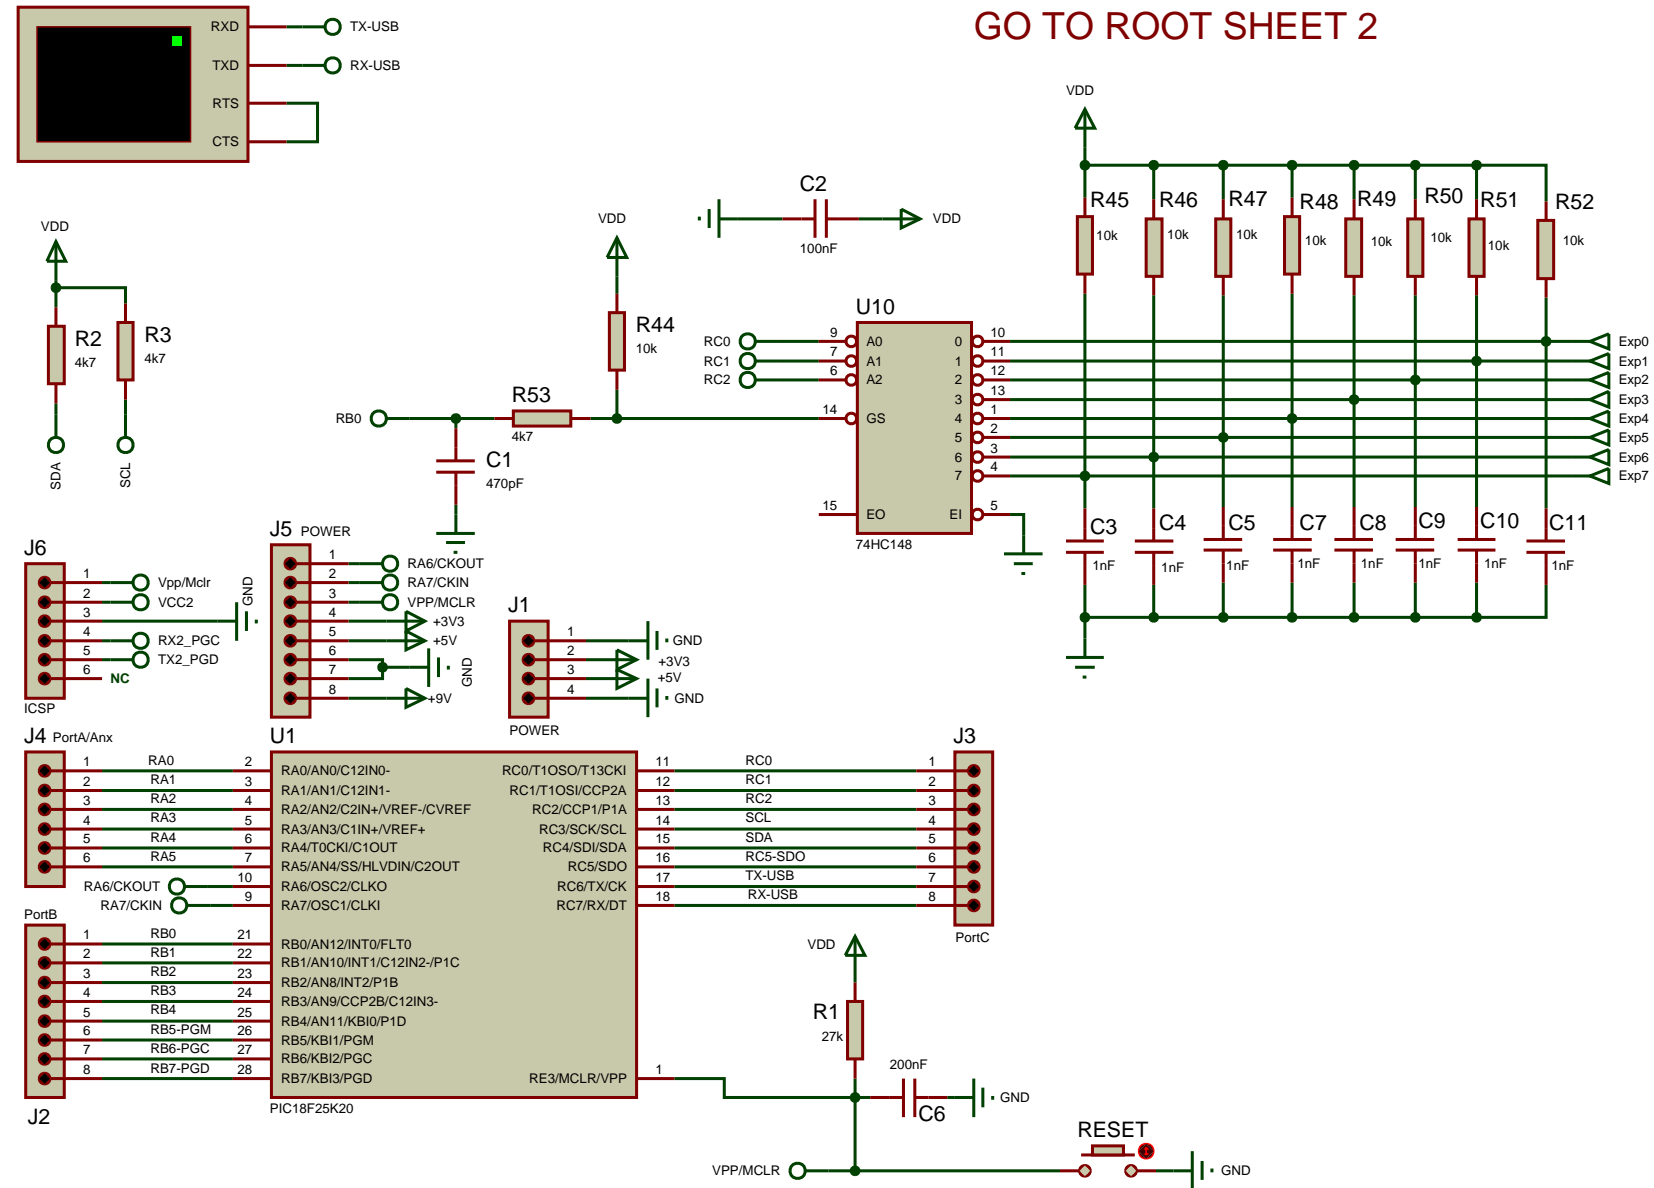 GO TO ROOT SHEET 2
RXD TX-USB
TXD RX-USB
RTS
CTS
VDD
R2
4k7
R3
4k7
SDA
SCL
C2
100nF
VDD
VDD
R44
10k
RB0
R53
4k7
C1
470pF
U10
RC0 9 A0
RC1 7 A1
RC2 6 A2
14 GS
15 EO
0 10
1 11
2 12
3 13
4 1
5 2
6 3
7 4
EI 5
74HC148
VDD
R45 R46 R47 R48 R49 R50 R51 R52
10k 10k 10k 10k 10k 10k 10k 10k
Exp0
Exp1
Exp2
Exp3
Exp4
Exp5
Exp6
Exp7
C3 C4 C5 C7 C8 C9 C10 C11
1nF 1nF 1nF 1nF 1nF 1nF 1nF 1nF
J6
1 Vpp/Mclr
2 VCC2
3 GND
4 RX2_PGC
5 TX2_PGD
6 NC
ICSP
J5 POWER
1 RA6/CKOUT
2 RA7/CKIN
3 VPP/MCLR
4 +3V3
5 +5V
6
7 GND
8 +9V
J1
1 GND
2 +3V3
3 +5V
4 GND
POWER
J4 PortA/Anx
1 RA0 2
2 RA1 3
3 RA2 4
4 RA3 5
5 RA4 6
6 RA5 7
RA6/CKOUT 10
RA7/CKIN 9
PortB
1 RB0 21
2 RB1 22
3 RB2 23
4 RB3 24
5 RB4 25
6 RB5-PGM 26
7 RB6-PGC 27
8 RB7-PGD 28
J2
U1
RA0/AN0/C12IN0-
RA1/AN1/C12IN1-
RA2/AN2/C2IN+/VREF-/CVREF
RA3/AN3/C1IN+/VREF+
RA4/T0CKI/C1OUT
RA5/AN4/SS/HLVDIN/C2OUT
RA6/OSC2/CLKO
RA7/OSC1/CLKI
RB0/AN12/INT0/FLT0
RB1/AN10/INT1/C12IN2-/P1C
RB2/AN8/INT2/P1B
RB3/AN9/CCP2B/C12IN3-
RB4/AN11/KBI0/P1D
RB5/KBI1/PGM
RB6/KBI2/PGC
RB7/KBI3/PGD
PIC18F25K20
RC0/T1OSO/T13CKI
RC1/T1OSI/CCP2A
RC2/CCP1/P1A
RC3/SCK/SCL
RC4/SDI/SDA
RC5/SDO
RC6/TX/CK
RC7/RX/DT
RE3/MCLR/VPP 1
J3
11 RC0 1
12 RC1 2
13 RC2 3
14 SCL 4
15 SDA 5
16 RC5-SDO 6
17 TX-USB 7
18 RX-USB 8
PortC
VDD
R1
27k
200nF
C6
GND
VPP/MCLR
RESET
GND